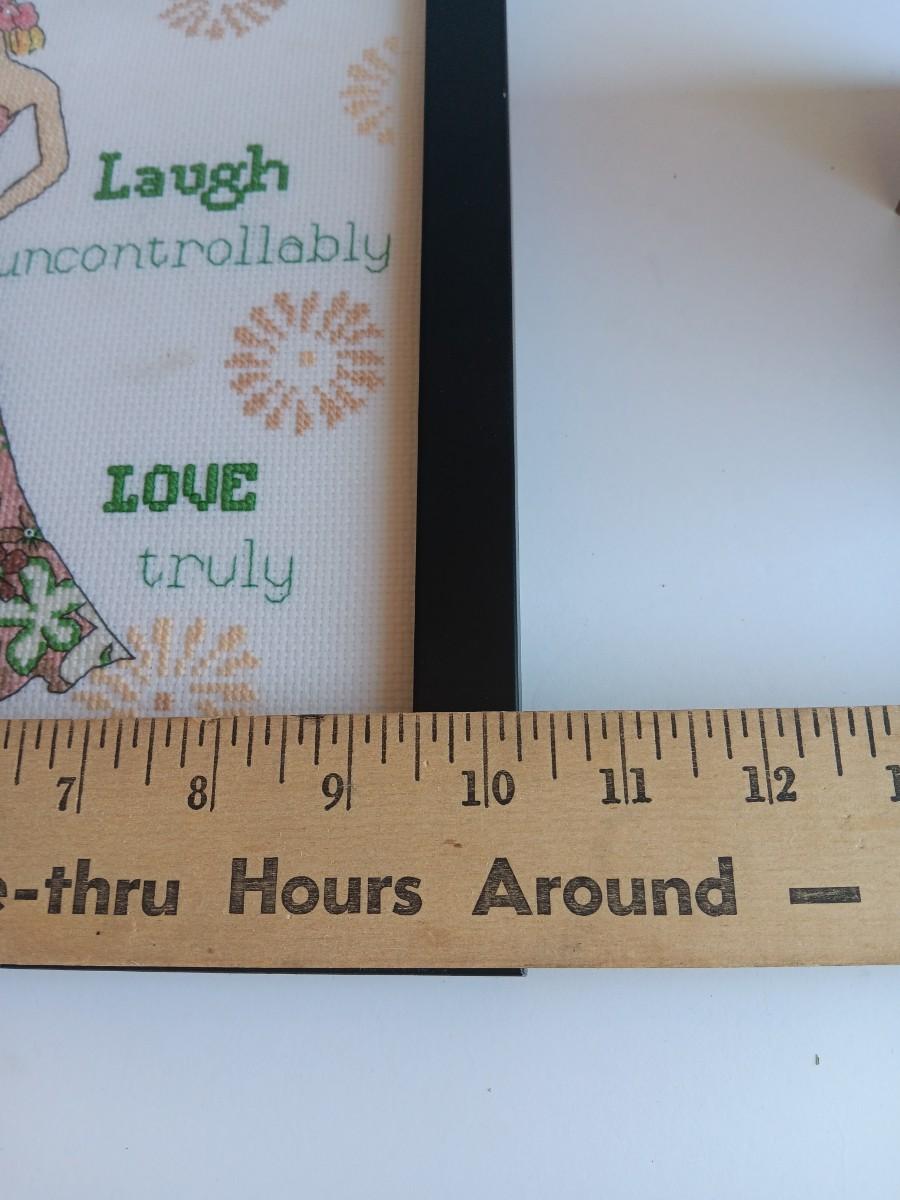 Laugh
uncontrollably
LOVE
truly
7 8 9 10 11 12
-thru Hours Around —